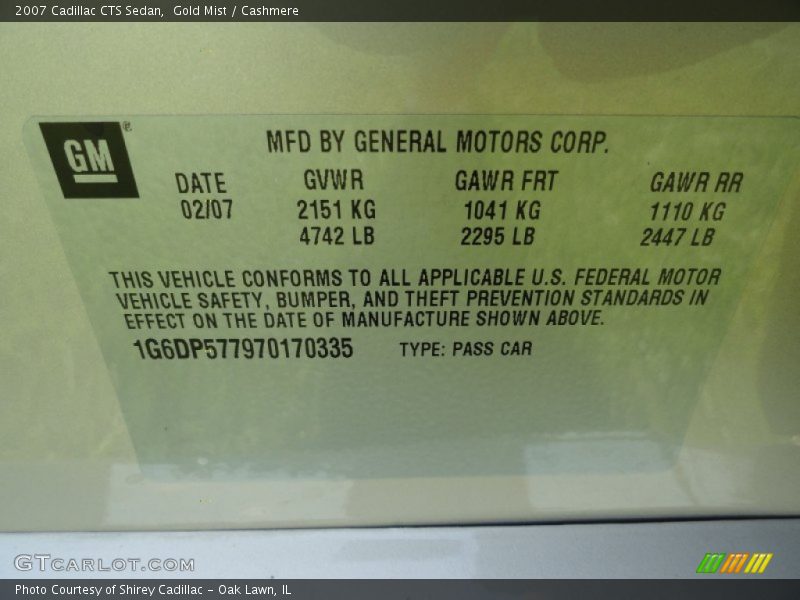 2007 Cadillac CTS Sedan,  Gold Mist / Cashmere
GM ®
MFD BY GENERAL MOTORS CORP.
DATE GVWR GAWR FRT GAWR RR
02/07 2151 KG 1041 KG 1110 KG
4742 LB 2295 LB 2447 LB
THIS VEHICLE CONFORMS TO ALL APPLICABLE U.S. FEDERAL MOTOR
VEHICLE SAFETY, BUMPER, AND THEFT PREVENTION STANDARDS IN
EFFECT ON THE DATE OF MANUFACTURE SHOWN ABOVE.
1G6DP577970170335 TYPE: PASS CAR
GTCARLOT.COM
Photo Courtesy of Shirey Cadillac - Oak Lawn, IL